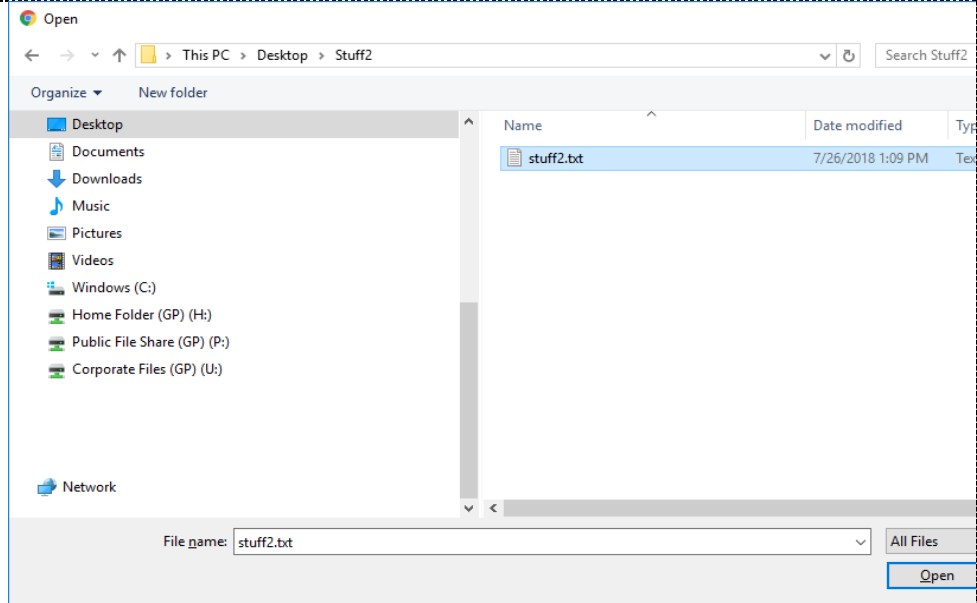 Open
This PC > Desktop > Stuff2
Search Stuff2
Organize New folder
Desktop
Documents
Downloads
Music
Pictures
Videos
Windows (C:)
Home Folder (GP) (H:)
Public File Share (GP) (P:)
Corporate Files (GP) (U:)
Network
Name Date modified Typ
stuff2.txt 7/26/2018 1:09 PM Tex
File name: stuff2.txt All Files
Open